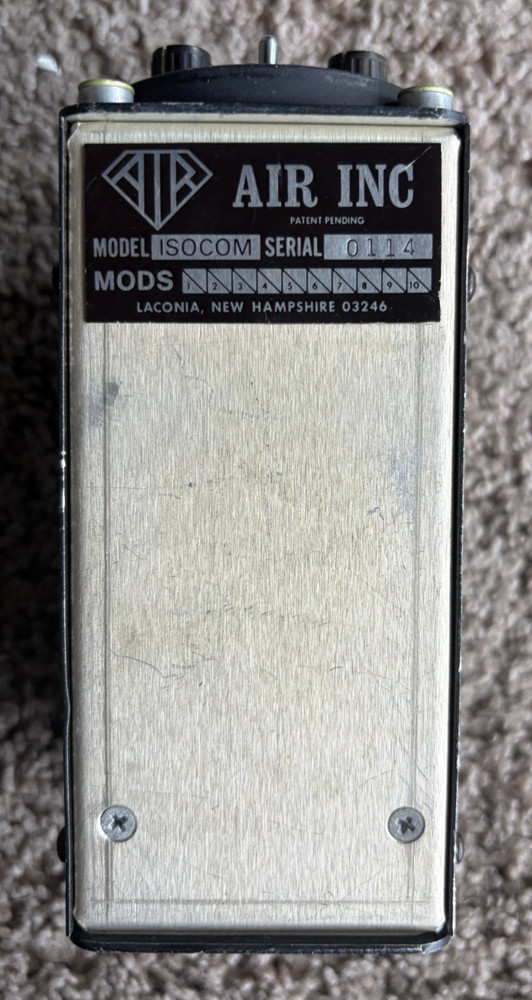 AIR AIR INC
PATENT PENDING
MODEL ISOCOM SERIAL 0114
MODS 1 2 3 4 5 6 7 8 9 10
LACONIA, NEW HAMPSHIRE 03246